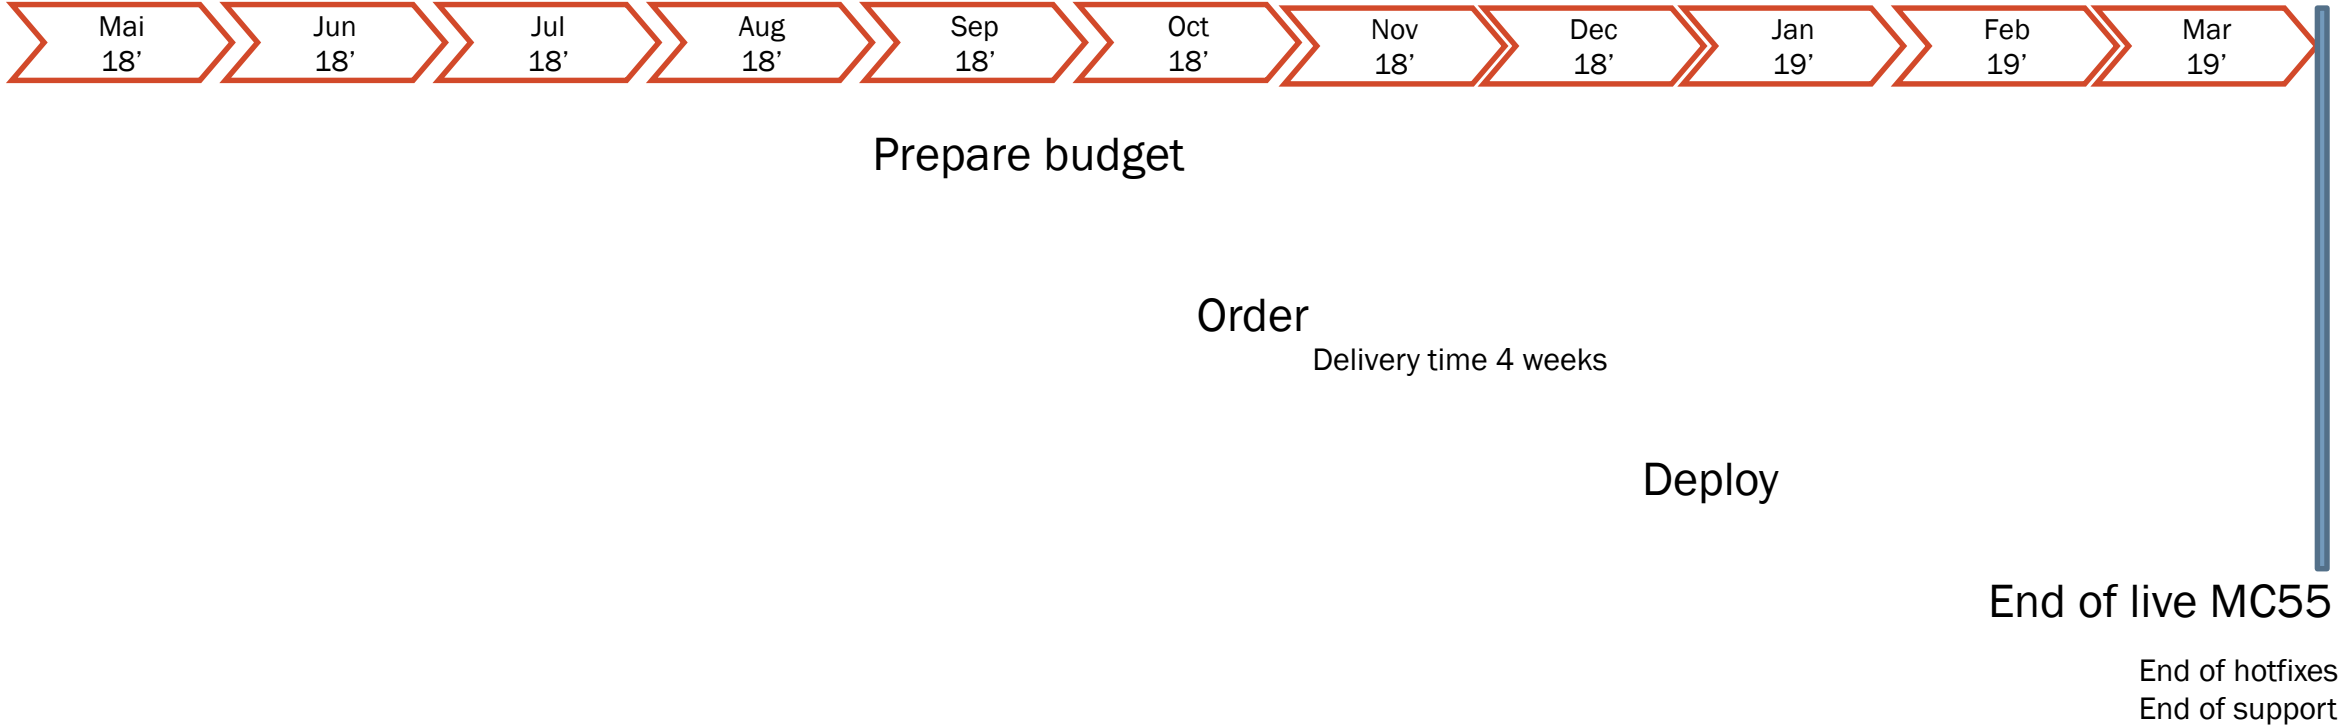 Mai
18’
Jun
18’
Jul
18’
Aug
18’
Sep
18’
Oct
18’
Nov
18’
Dec
18’
Jan
19’
Feb
19’
Mar
19’
Prepare budget
Order
Delivery time 4 weeks
Deploy
End of live MC55
End of hotfixes
End of support